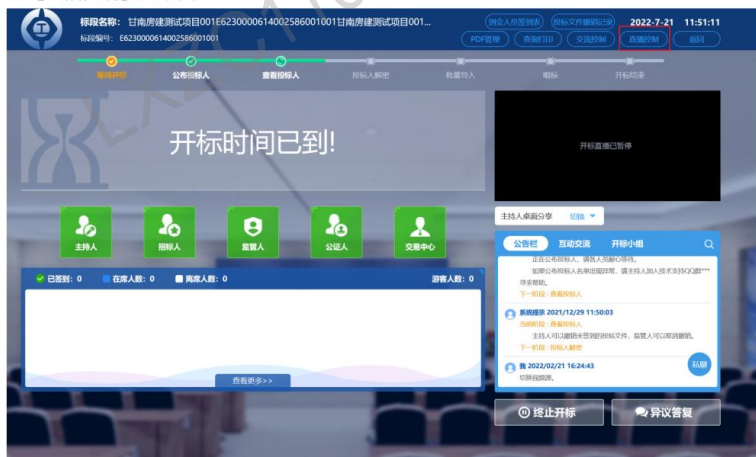 标段名称： 甘南房建测试项目001E6230000614002586001001甘南房建测试项目001...
标段编号： E6230000614002586001001
到会人员签到表 投标文件撤销记录 2022-7-21 11:51:11
PDF管理 查询打印 交流控制 直播控制 返回
等待开标 公布投标人 查看投标人 投标人解密 批量导入 唱标 开标结束
开标时间已到!
开标直播已暂停
主持人桌面分享 切换
主持人 招标人 监管人 公证人 交易中心
公告栏 互动交流 开标小组
正在公布投标人，请各人员耐心等待。
如果公布投标人名单出现异常，请主持人加入技术支持QQ群***
寻求帮助。
下一阶段：查看投标人
系统提示 2021/12/29 11:50:03
当前阶段：查看投标人
主持人可以撤销未签到的投标文件，监管人可以取消撤销。
下一阶段：投标人解密
我 2022/02/21 16:24:43
切换视频源。
私聊
已签到：0 在席人数：0 离席人数：0 游客人数：0
查看更多>>
终止开标 异议答复